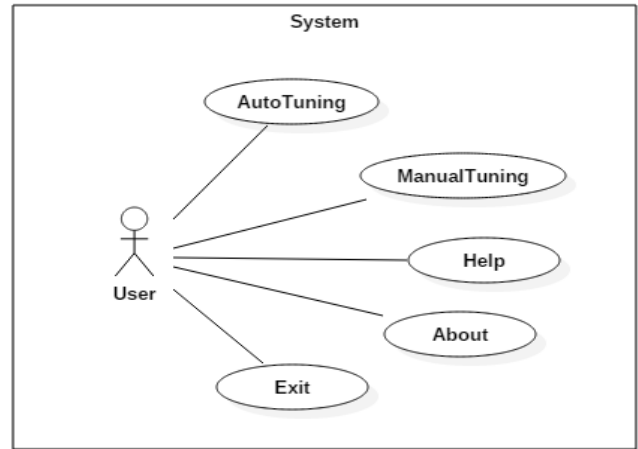 System
AutoTuning
ManualTuning
User
Help
About
Exit